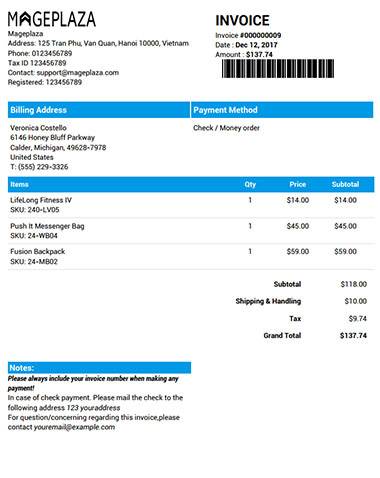 MAGEPLAZA
Mageplaza
Address: 125 Tran Phu, Van Quan, Hanoi 10000, Vietnam
Phone: 0123456789
Tax ID 123456789
Contact: support@mageplaza.com
Registered: 123456789
INVOICE
Invoice #000000009
Date : Dec 12, 2017
Amount : $137.74
Billing Address
Veronica Costello
6146 Honey Bluff Parkway
Calder, Michigan, 49628-7978
United States
T: (555) 229-3326
Payment Method
Check / Money order
Items Qty Price Subtotal
LifeLong Fitness IV 1 $14.00 $14.00
SKU: 240-LV05
Push It Messenger Bag 1 $45.00 $45.00
SKU: 24-WB04
Fusion Backpack 1 $59.00 $59.00
SKU: 24-MB02
Subtotal $118.00
Shipping & Handling $10.00
Tax $9.74
Grand Total $137.74
Notes:
Please always include your invoice number when making any
payment!
In case of check payment. Please mail the check to the
following address 123 youraddress
For question/concerning regarding this invoice,please
contact youremail@example.com